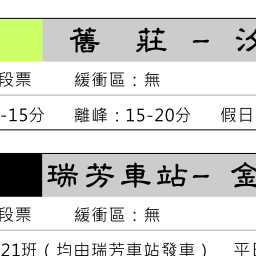 舊 莊 - 汐
段票 緩衝區：無
-15分 離峰：15-20分 假日
瑞芳車站- 金
段票 緩衝區：無
21班（均由瑞芳車站發車） 平日